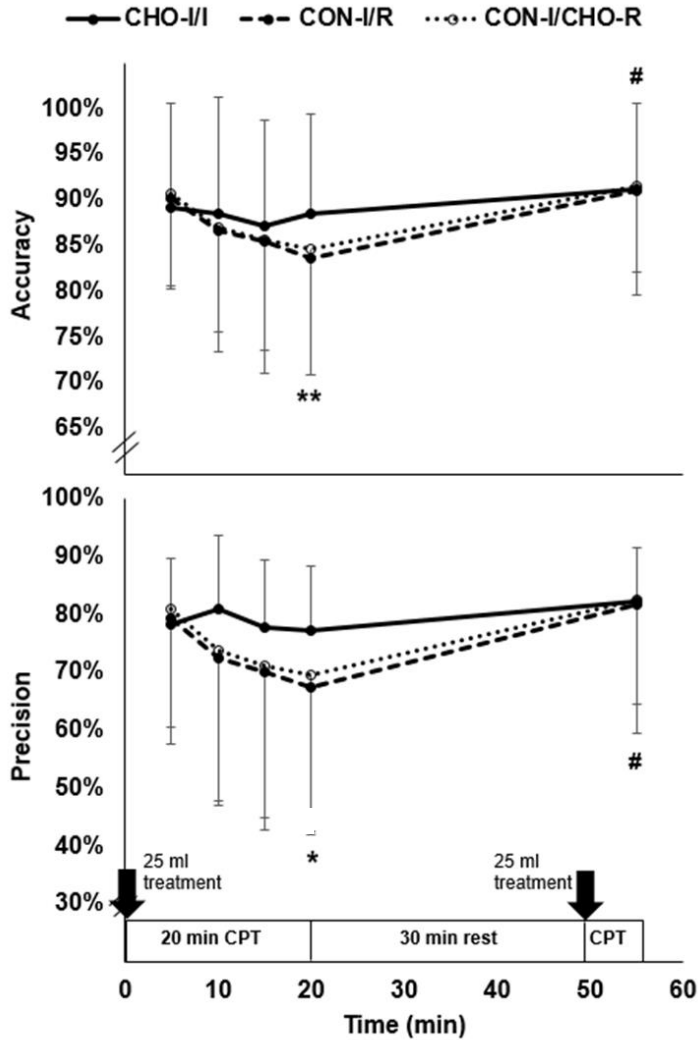 CHO-I/I CON-I/R CON-I/CHO-R
#
100%
95%
90%
85%
80%
75%
70%
65%
Accuracy
**
100%
90%
80%
70%
60%
50%
40%
30%
Precision
#
*
25 ml
treatment
25 ml
treatment
20 min CPT 30 min rest CPT
0 10 20 30 40 50 60
Time (min)